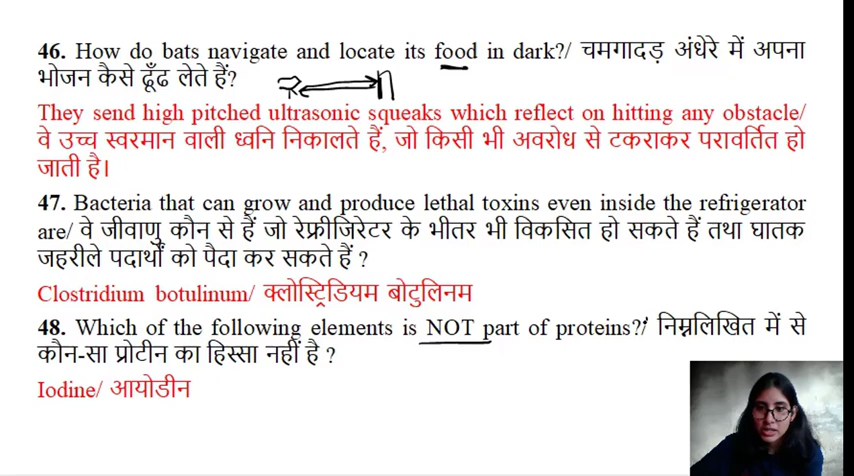 46. How do bats navigate and locate its food in dark?/ चमगादड़ अंधेरे में अपना
भोजन कैसे ढूँढ लेते हैं?
They send high pitched ultrasonic squeaks which reflect on hitting any obstacle/
वे उच्च स्वरमान वाली ध्वनि निकालते हैं, जो किसी भी अवरोध से टकराकर परावर्तित हो
जाती है।
47. Bacteria that can grow and produce lethal toxins even inside the refrigerator
are/ वे जीवाणु कौन से हैं जो रेफ्रीजिरेटर के भीतर भी विकसित हो सकते हैं तथा घातक
जहरीले पदार्थों को पैदा कर सकते हैं ?
Clostridium botulinum/ क्लोस्ट्रिडियम बोटुलिनम
48. Which of the following elements is NOT part of proteins?/ निम्नलिखित में से
कौन-सा प्रोटीन का हिस्सा नहीं है ?
Iodine/ आयोडीन